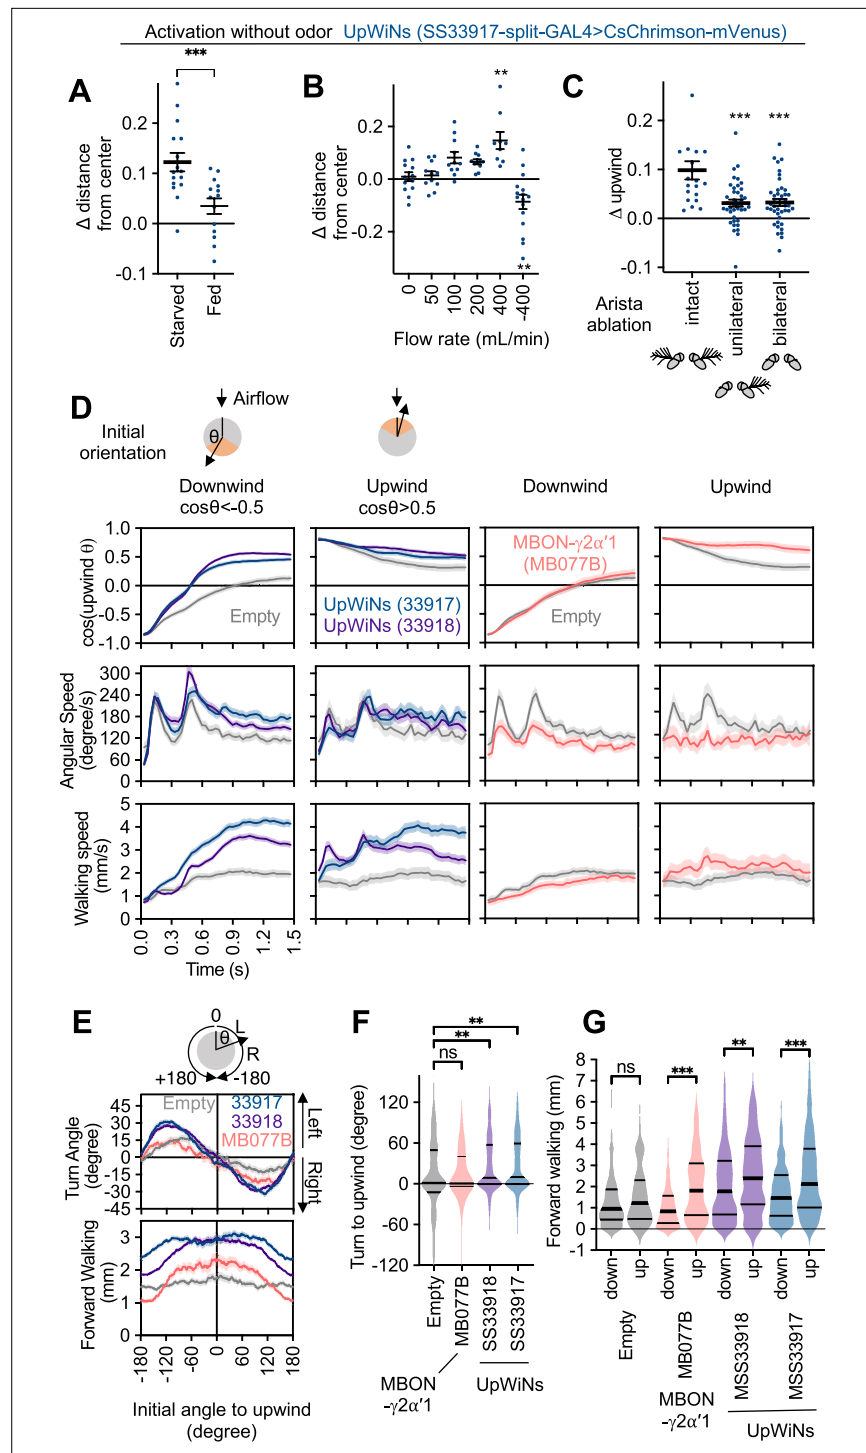 Activation without odor UpWiNs (SS33917-split-GAL4>CsChrimson-mVenus)
A
***
Δ distance
from center
0.2
0.1
0.0
-0.1
Starved
Fed
B
**
Δ distance
from center
0.2
0.0
-0.2
**
0
50
100
200
400
-400
Flow rate (mL/min)
C
*** ***
Δ upwind
0.2
0.1
0.0
-0.1
Arista
ablation
intact
unilateral
bilateral
D
Airflow
Initial
orientation
θ
Downwind
cosθ<-0.5
Upwind
cosθ>0.5
Downwind
Upwind
cos(upwind θ)
1.0
0.5
0.0
-0.5
-1.0
Empty
UpWiNs (33917)
UpWiNs (33918)
MBON-γ2α'1
(MB077B)
Empty
Angular Speed
(degree/s)
300
240
180
120
60
0
Walking speed
(mm/s)
5
4
3
2
1
0
0.0
0.3
0.6
0.9
1.2
1.5
Time (s)
E
0
L
θ
R
+180 -180
Empty 33917
33918
MB077B
Turn Angle
(degree)
45
30
15
0
-15
-30
-45
Left
Right
Forward Walking
(mm)
3
2
1
0
-180
-120
-60
0
60
120
180
Initial angle to upwind
(degree)
F
**
**
ns
Turn to upwind (degree)
120
60
0
-60
-120
Empty
MB077B
SS33918
SS33917
MBON
-γ2α'1
UpWiNs
G
ns *** ** ***
Forward walking (mm)
8
7
6
5
4
3
2
1
0
-1
down
up
down
up
down
up
down
up
Empty
MB077B
MSS33918
MSS33917
MBON
-γ2α'1
UpWiNs